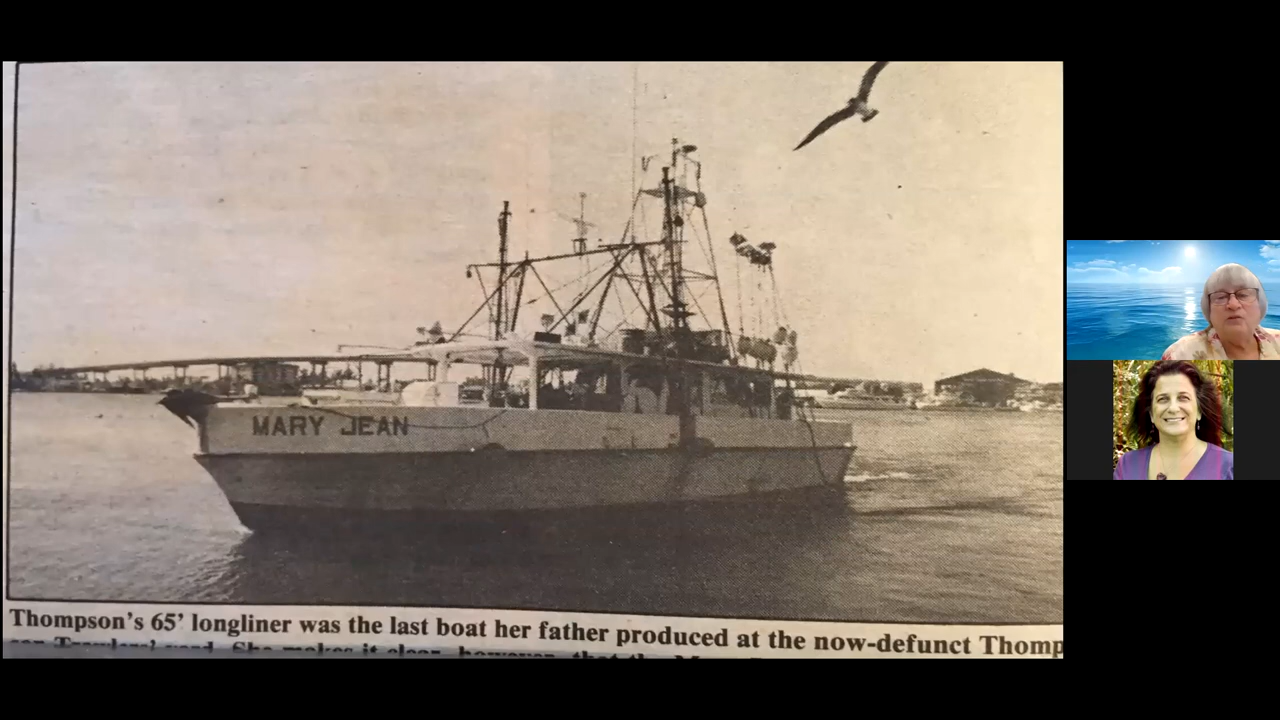 MARY JEAN
Thompson's 65' longliner was the last boat her father produced at the now-defunct Thomp